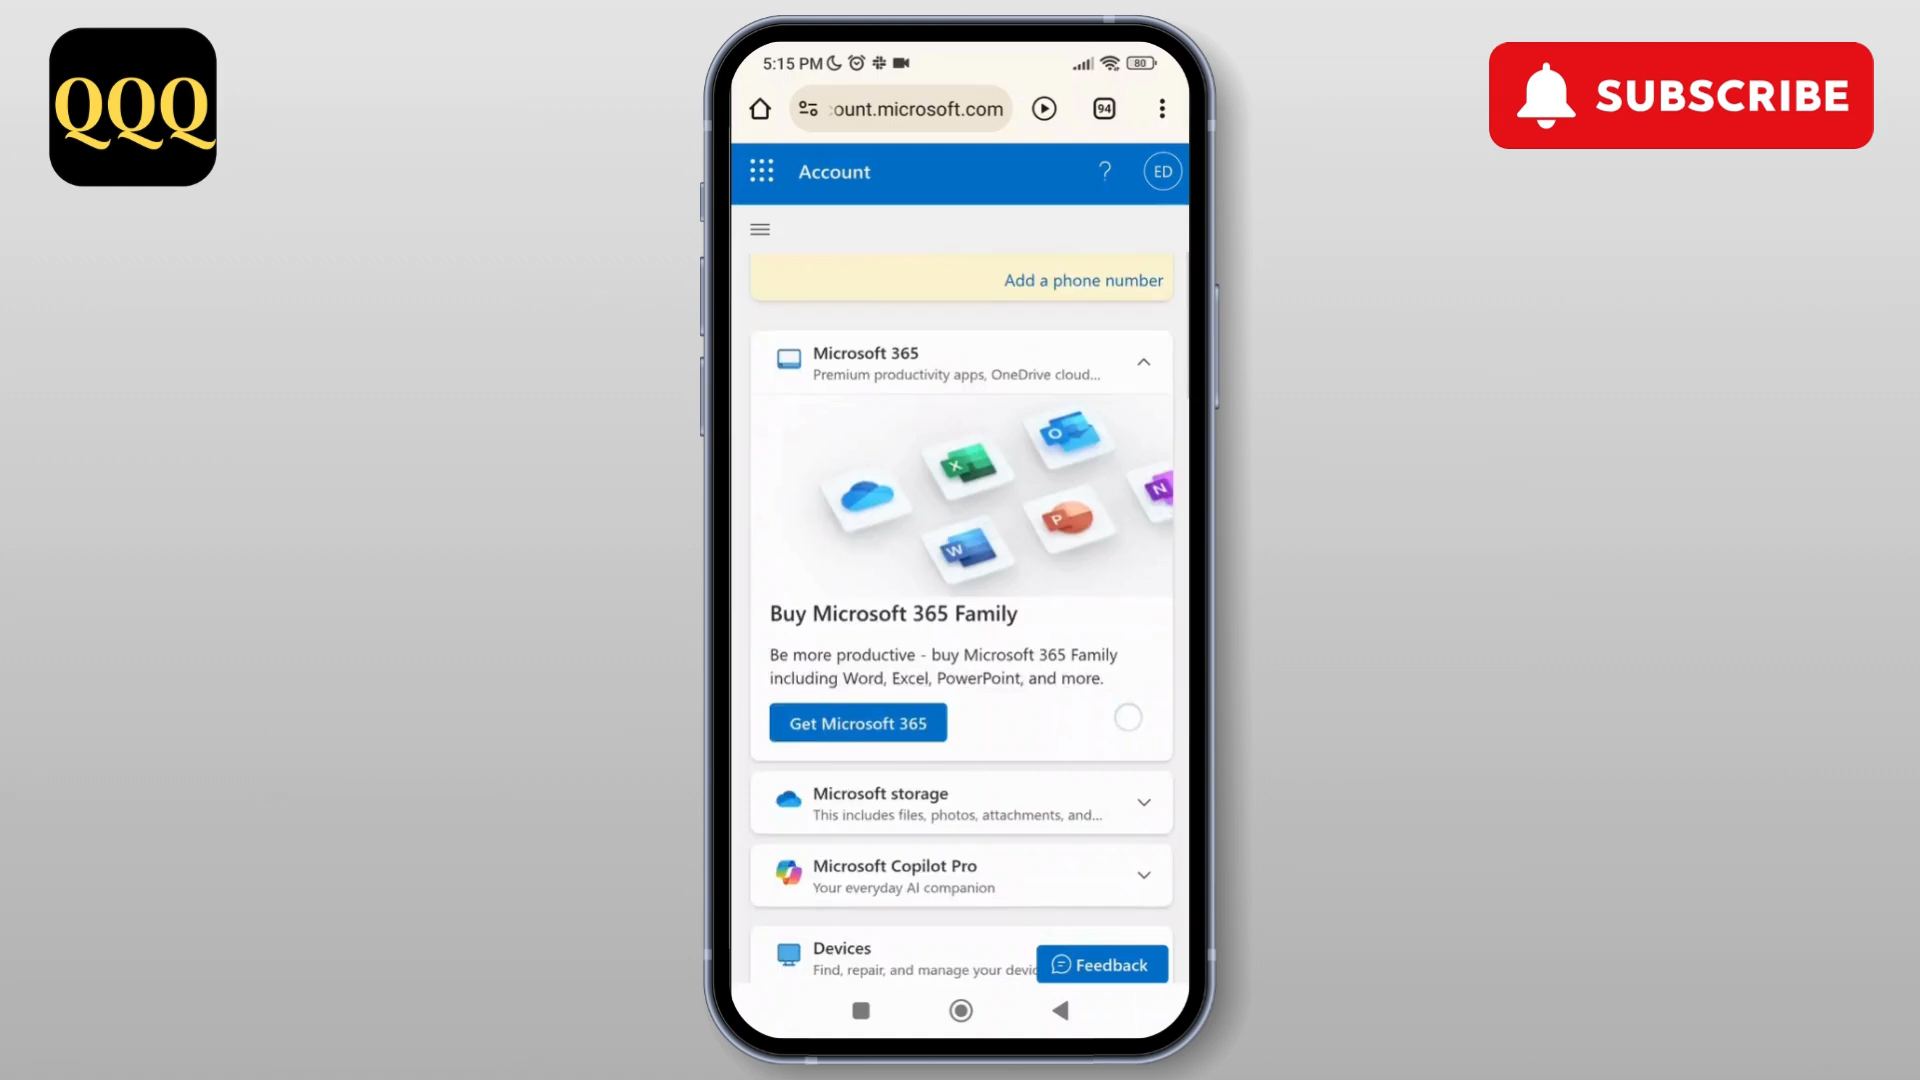 QQQ
SUBSCRIBE
5:15 PM
80
:ount.microsoft.com
94
Account
?
ED
Add a phone number
Microsoft 365
Premium productivity apps, OneDrive cloud...
O
X
N
P
W
Buy Microsoft 365 Family
Be more productive - buy Microsoft 365 Family
including Word, Excel, PowerPoint, and more.
Get Microsoft 365
Microsoft storage
This includes files, photos, attachments, and...
Microsoft Copilot Pro
Your everyday AI companion
Devices
Find, repair, and manage your devic
Feedback